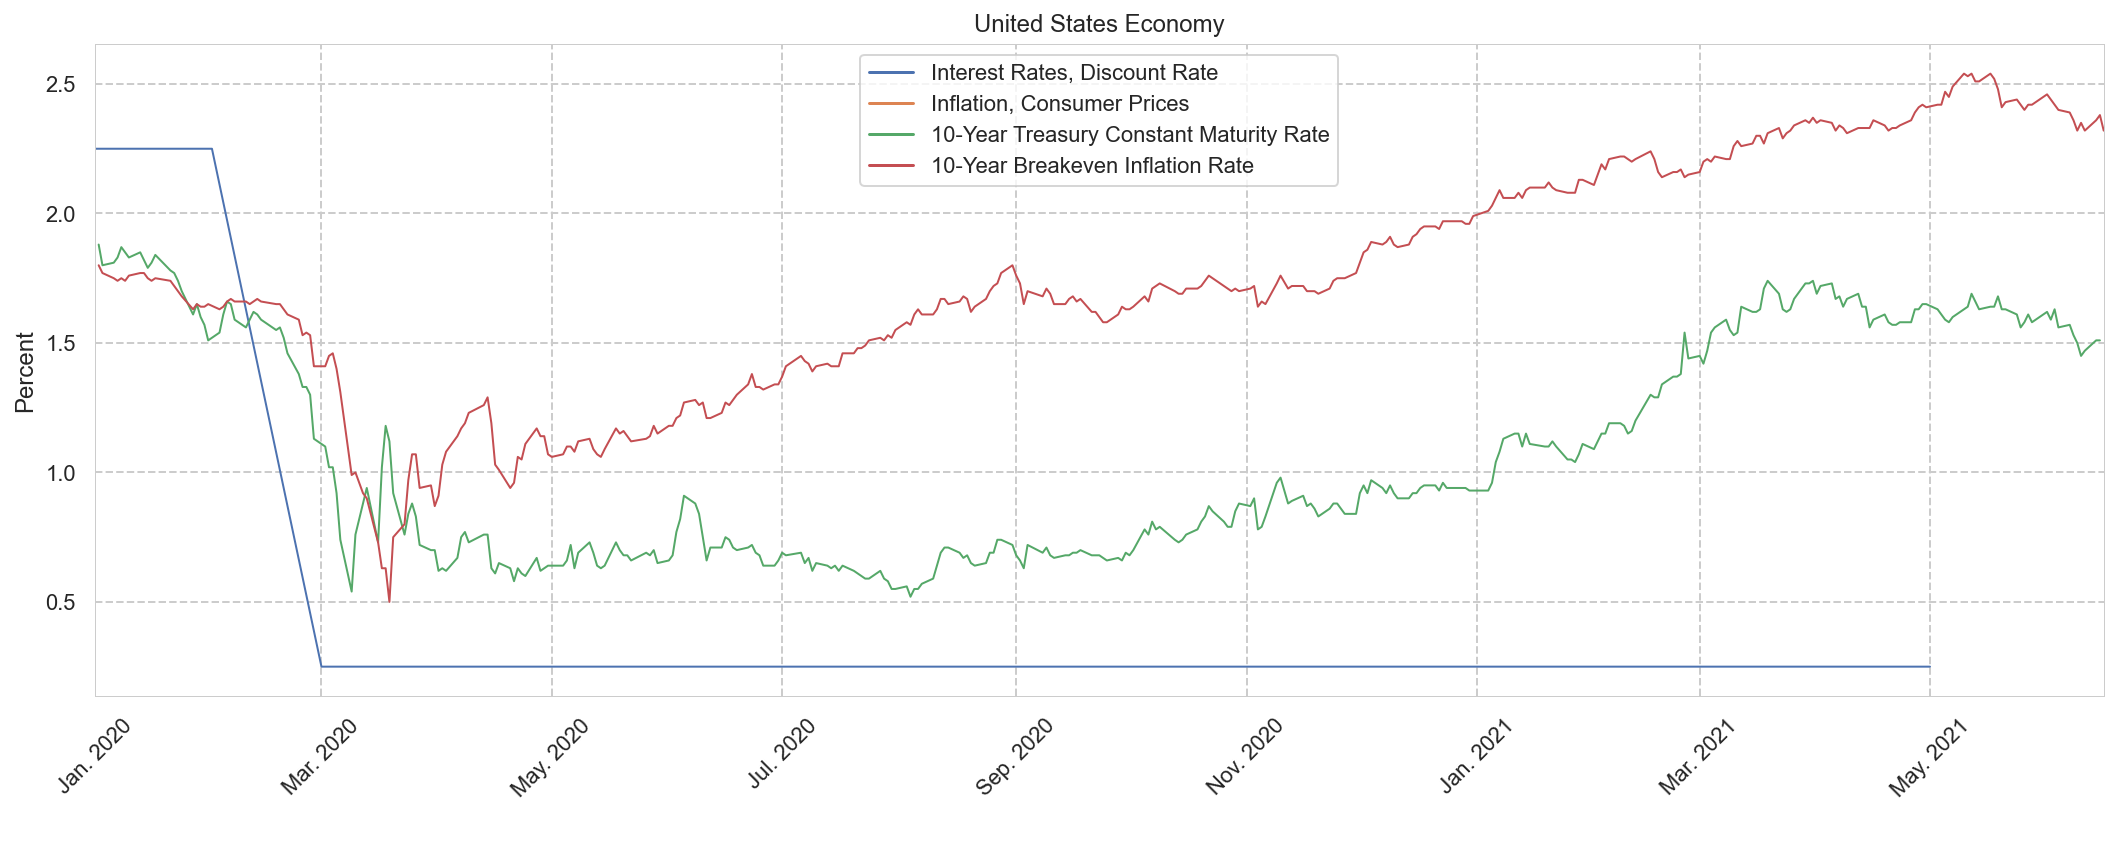 United States Economy
Interest Rates, Discount Rate
Inflation, Consumer Prices
10-Year Treasury Constant Maturity Rate
10-Year Breakeven Inflation Rate
Percent
2.5
2.0
1.5
1.0
0.5
Jan. 2020
Mar. 2020
May. 2020
Jul. 2020
Sep. 2020
Nov. 2020
Jan. 2021
Mar. 2021
May. 2021